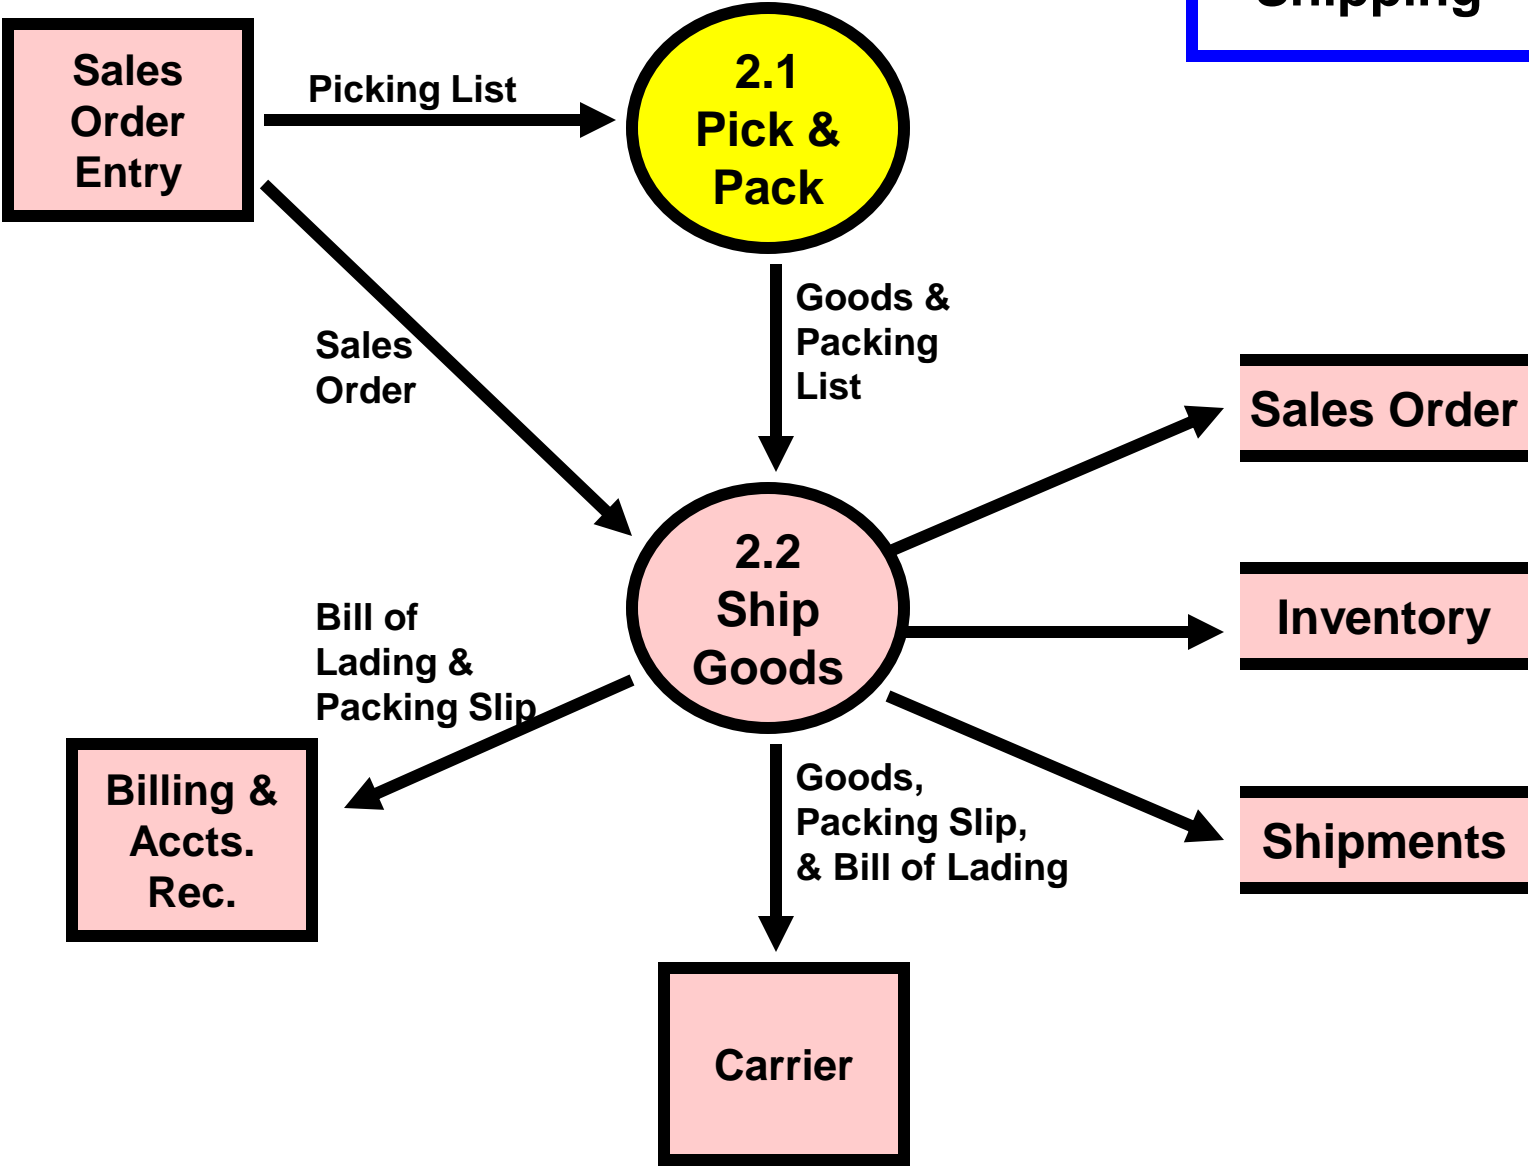 Shipping
Sales
Order
Entry
Picking List
2.1
Pick &
Pack
Goods &
Packing
List
Sales
Order
Sales Order
2.2
Ship
Goods
Inventory
Bill of
Lading &
Packing Slip
Billing &
Accts.
Rec.
Goods,
Packing Slip,
& Bill of Lading
Shipments
Carrier